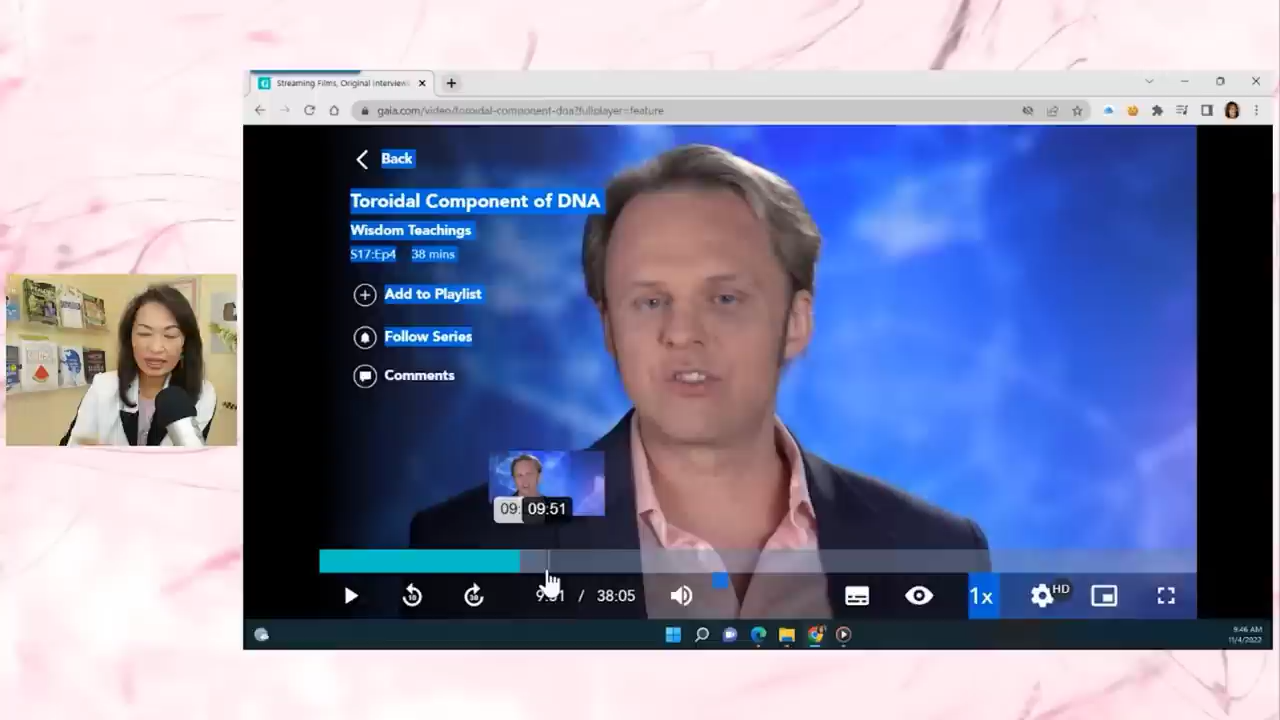 Streaming Films, Original Interviews
gaia.com/video/toroidal-component-dna?fullplayer=feature
Back
Toroidal Component of DNA
Wisdom Teachings
S17:Ep4 38 mins
Add to Playlist
Follow Series
Comments
09: 09:51
/ 38:05
1x
HD
9:46 AM
11/4/2022